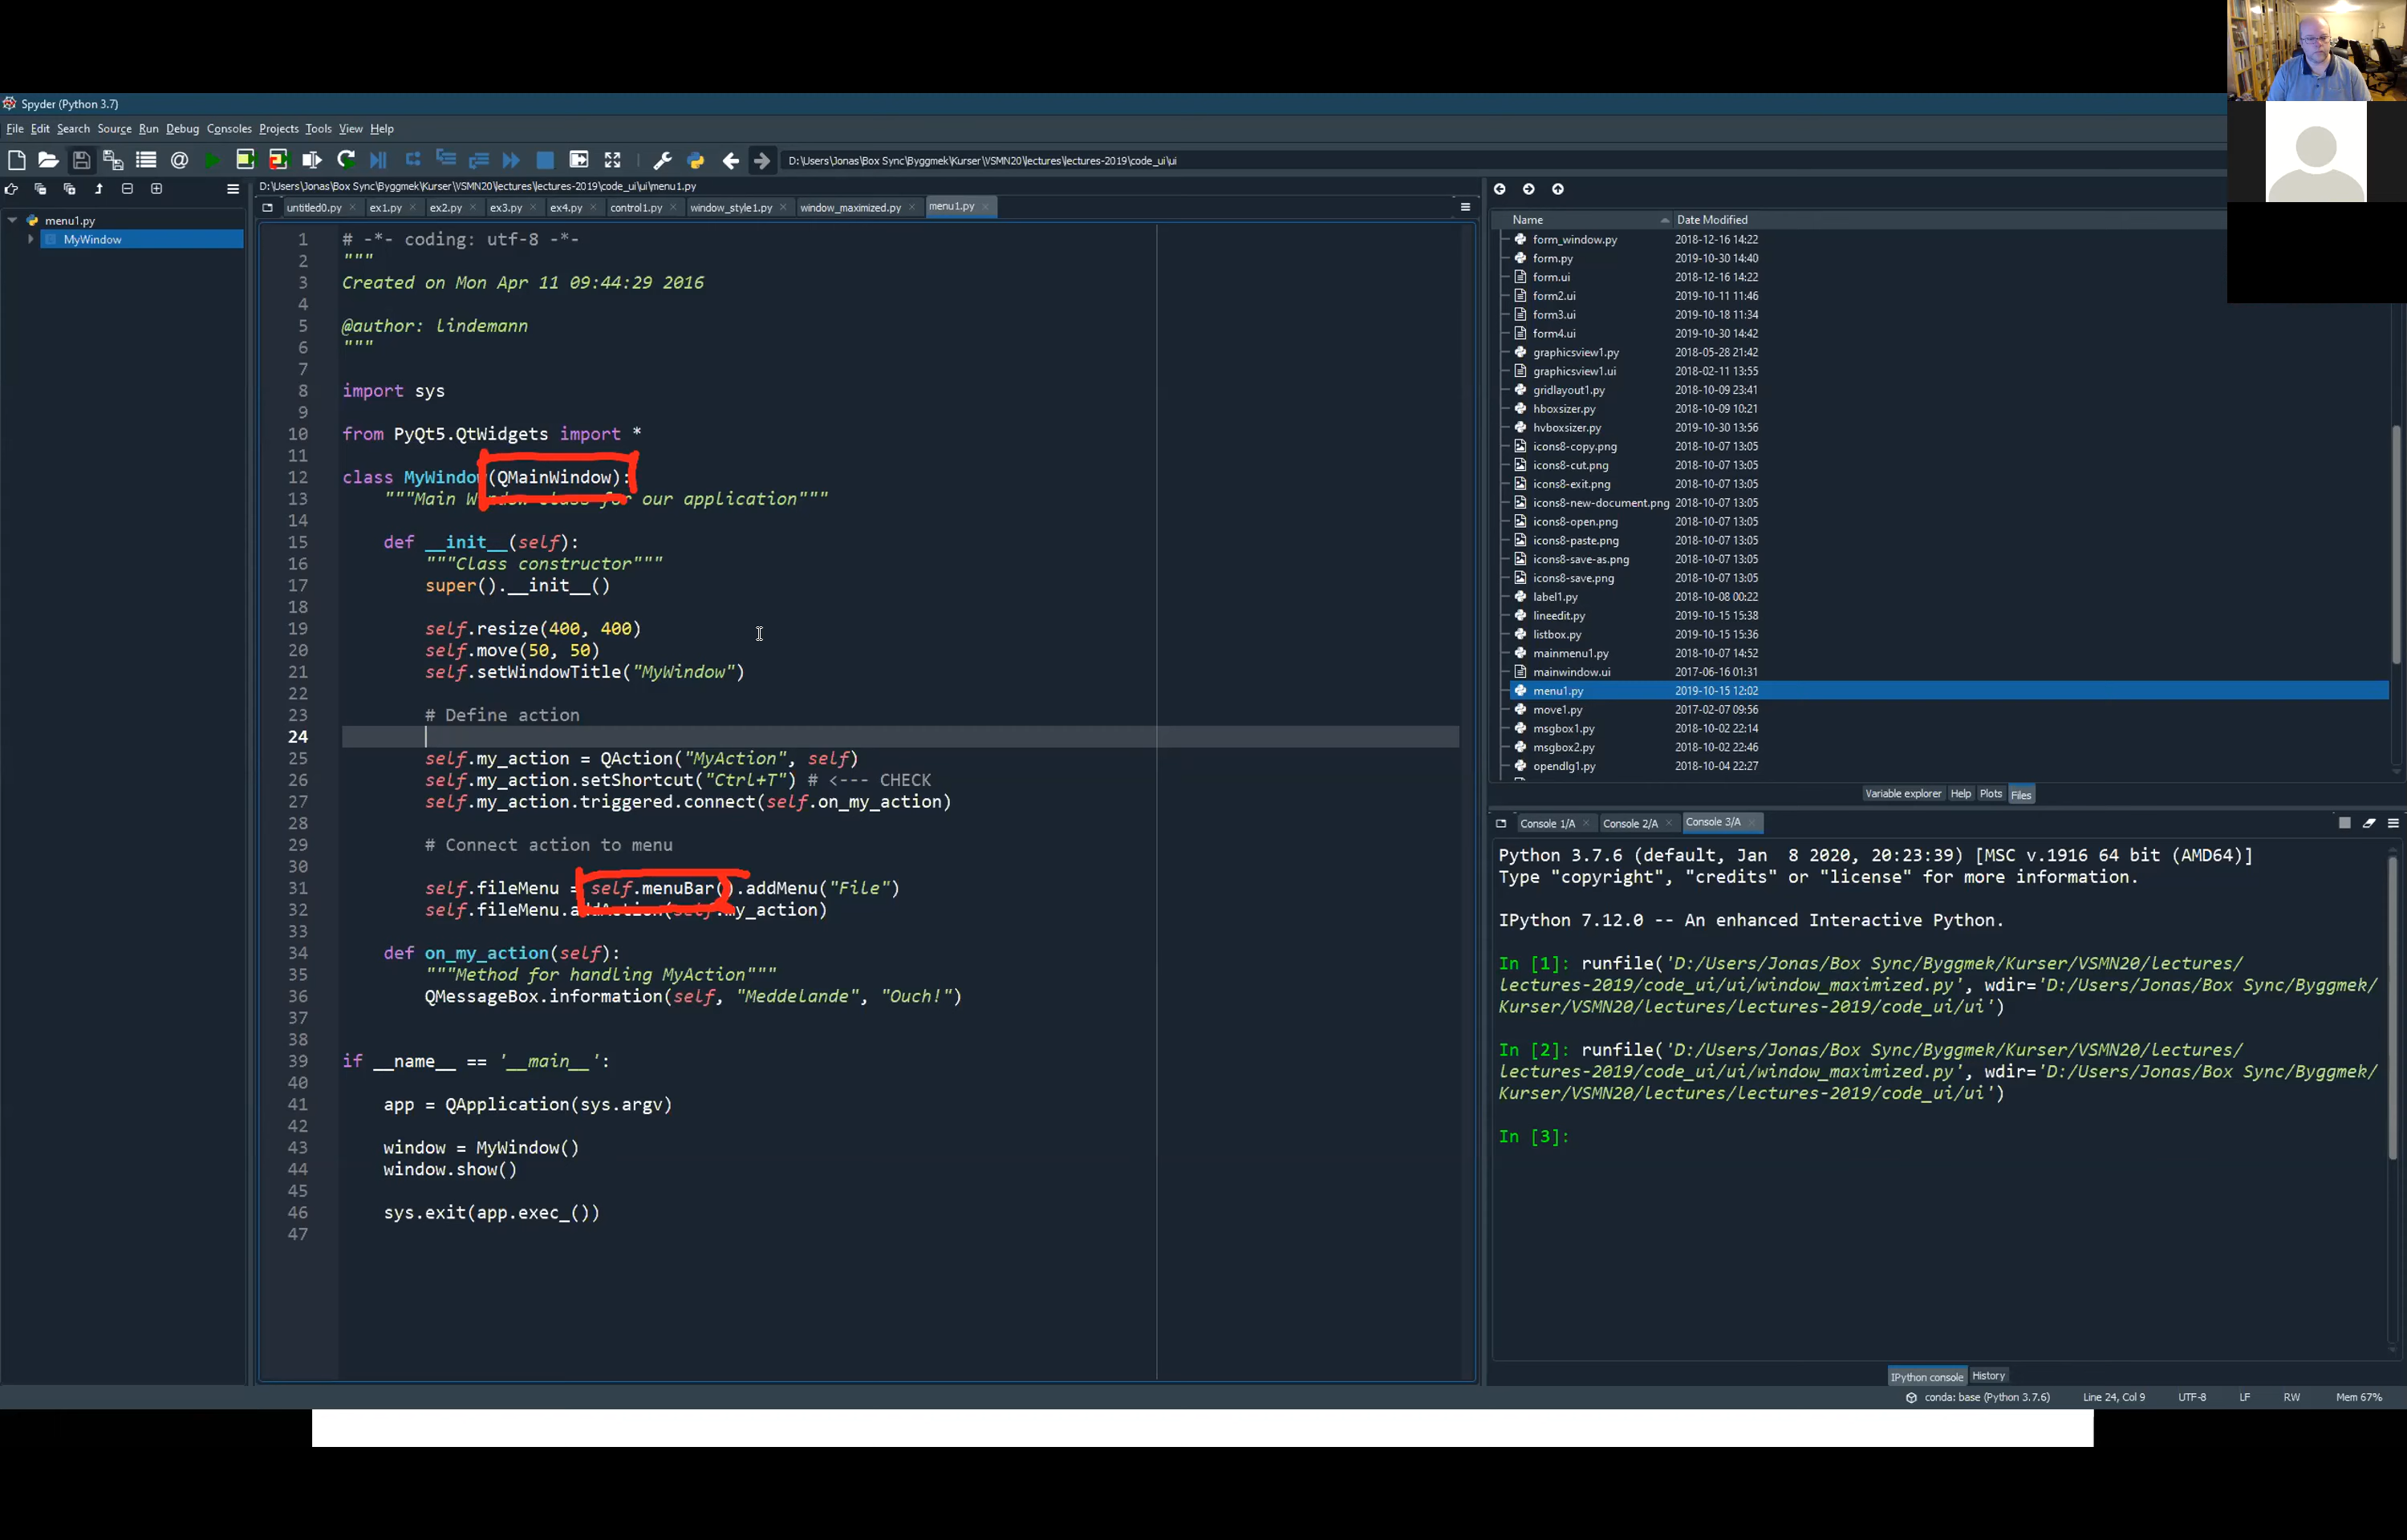 Spyder (Python 3.7)
File Edit Search Source Run Debug Consoles Projects Tools View Help
D:\Users\Jonas\Box Sync\Byggmek\Kurser\VSMN20\lectures\lectures-2019\code_ui\ui
D:\Users\Jonas\Box Sync\Byggmek\Kurser\VSMN20\lectures\lectures-2019\code_ui\ui\menu1.py
menu1.py
MyWindow
untitled0.py ex1.py ex2.py ex3.py ex4.py control1.py window_style1.py window_maximized.py menu1.py
1 # -*- coding: utf-8 -*-
2 """
3 Created on Mon Apr 11 09:44:29 2016
4
5 @author: lindemann
6 """
7
8 import sys
9
10 from PyQt5.QtWidgets import *
11
12 class MyWindow(QMainWindow):
13 """Main Window class for our application"""
14
15 def __init__(self):
16 """Class constructor"""
17 super().__init__()
18
19 self.resize(400, 400)
20 self.move(50, 50)
21 self.setWindowTitle("MyWindow")
22
23 # Define action
24
25 self.my_action = QAction("MyAction", self)
26 self.my_action.setShortcut("Ctrl+T") # <--- CHECK
27 self.my_action.triggered.connect(self.on_my_action)
28
29 # Connect action to menu
30
31 self.fileMenu = self.menuBar().addMenu("File")
32 self.fileMenu.addAction(self.my_action)
33
34 def on_my_action(self):
35 """Method for handling MyAction"""
36 QMessageBox.information(self, "Meddelande", "Ouch!")
37
38
39 if __name__ == '__main__':
40
41 app = QApplication(sys.argv)
42
43 window = MyWindow()
44 window.show()
45
46 sys.exit(app.exec_())
47
Name Date Modified
form_window.py 2018-12-16 14:22
form.py 2019-10-30 14:40
form.ui 2018-12-16 14:22
form2.ui 2019-10-11 11:46
form3.ui 2019-10-18 11:34
form4.ui 2019-10-30 14:42
graphicsview1.py 2018-05-28 21:42
graphicsview1.ui 2018-02-11 13:55
gridlayout1.py 2018-10-09 23:41
hboxsizer.py 2018-10-09 10:21
hvboxsizer.py 2019-10-30 13:56
icons8-copy.png 2018-10-07 13:05
icons8-cut.png 2018-10-07 13:05
icons8-exit.png 2018-10-07 13:05
icons8-new-document.png 2018-10-07 13:05
icons8-open.png 2018-10-07 13:05
icons8-paste.png 2018-10-07 13:05
icons8-save-as.png 2018-10-07 13:05
icons8-save.png 2018-10-07 13:05
label1.py 2018-10-08 00:22
lineedit.py 2019-10-15 15:38
listbox.py 2019-10-15 15:36
mainmenu1.py 2018-10-07 14:52
mainwindow.ui 2017-06-16 01:31
menu1.py 2019-10-15 12:02
move1.py 2017-02-07 09:56
msgbox1.py 2018-10-02 22:14
msgbox2.py 2018-10-02 22:46
opendlg1.py 2018-10-04 22:27
Variable explorer Help Plots Files
Console 1/A Console 2/A Console 3/A
Python 3.7.6 (default, Jan  8 2020, 20:23:39) [MSC v.1916 64 bit (AMD64)]
Type "copyright", "credits" or "license" for more information.
IPython 7.12.0 -- An enhanced Interactive Python.
In [1]: runfile('D:/Users/Jonas/Box Sync/Byggmek/Kurser/VSMN20/lectures/
lectures-2019/code_ui/ui/window_maximized.py', wdir='D:/Users/Jonas/Box Sync/Byggmek/
Kurser/VSMN20/lectures/lectures-2019/code_ui/ui')
In [2]: runfile('D:/Users/Jonas/Box Sync/Byggmek/Kurser/VSMN20/lectures/
lectures-2019/code_ui/ui/window_maximized.py', wdir='D:/Users/Jonas/Box Sync/Byggmek/
Kurser/VSMN20/lectures/lectures-2019/code_ui/ui')
In [3]:
IPython console History
conda: base (Python 3.7.6) Line 24, Col 9 UTF-8 LF RW Mem 67%